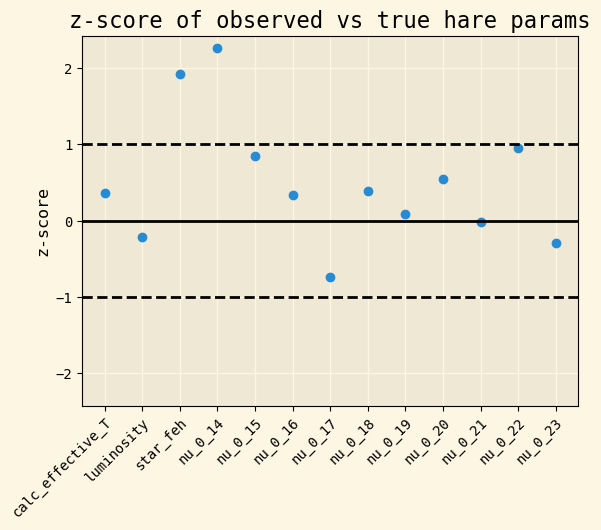 z-score of observed vs true hare params
2
1
0
−1
−2
z-score
calc_effective_T
luminosity
star_feh
nu_0_14
nu_0_15
nu_0_16
nu_0_17
nu_0_18
nu_0_19
nu_0_20
nu_0_21
nu_0_22
nu_0_23